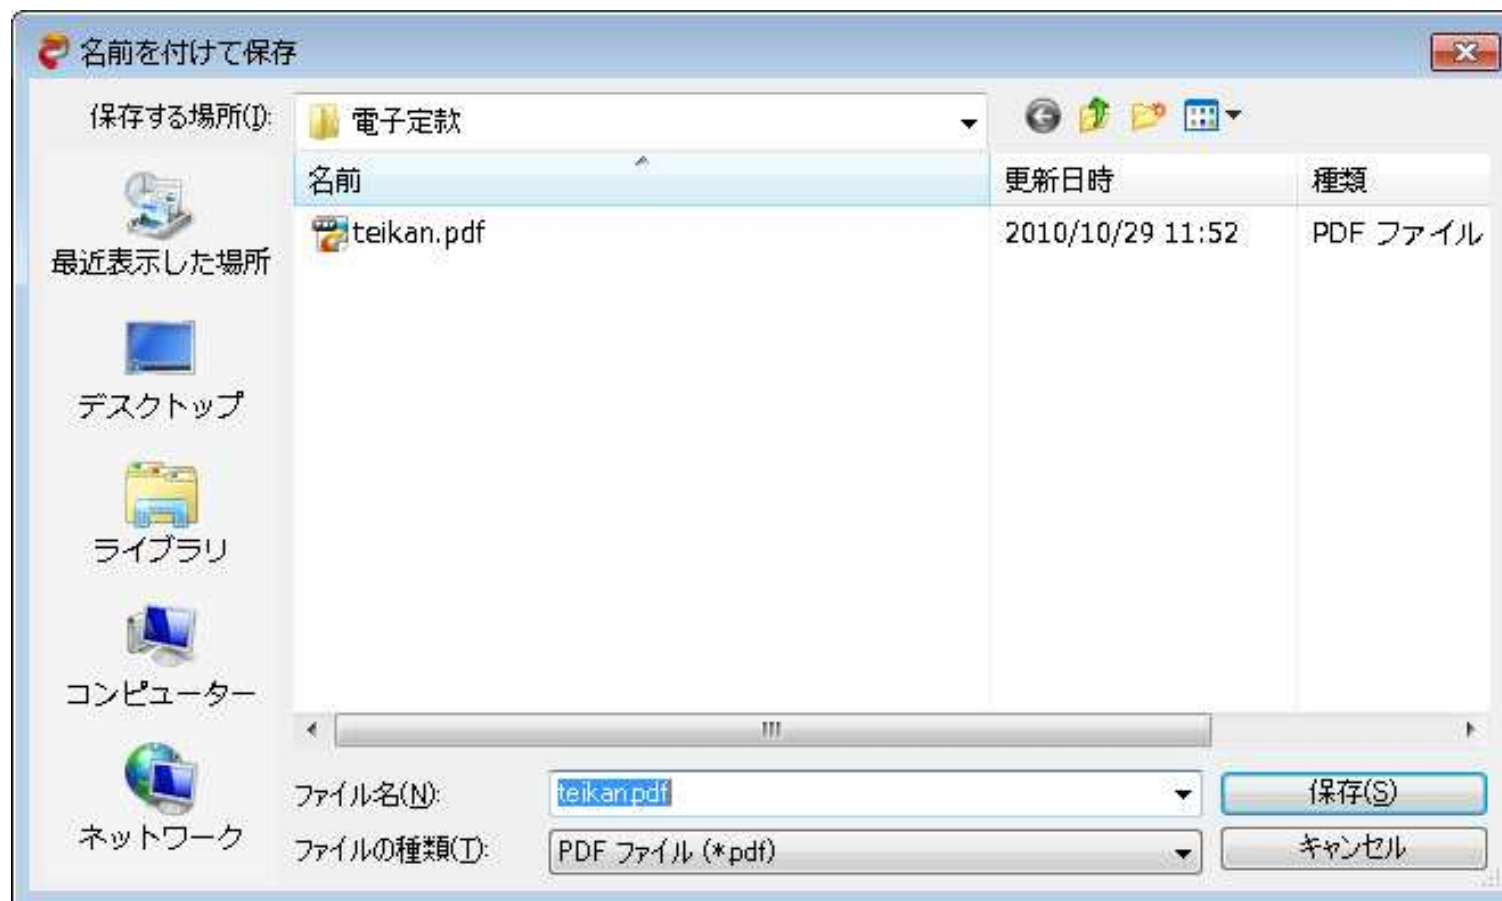 名前を付けて保存
保存する場所(I):
電子定款
名前
更新日時
種類
teikan.pdf
2010/10/29 11:52
PDF ファイル
最近表示した場所
デスクトップ
ライブラリ
コンピューター
ネットワーク
ファイル名(N):
teikan.pdf
保存(S)
ファイルの種類(T):
PDF ファイル (*pdf)
キャンセル